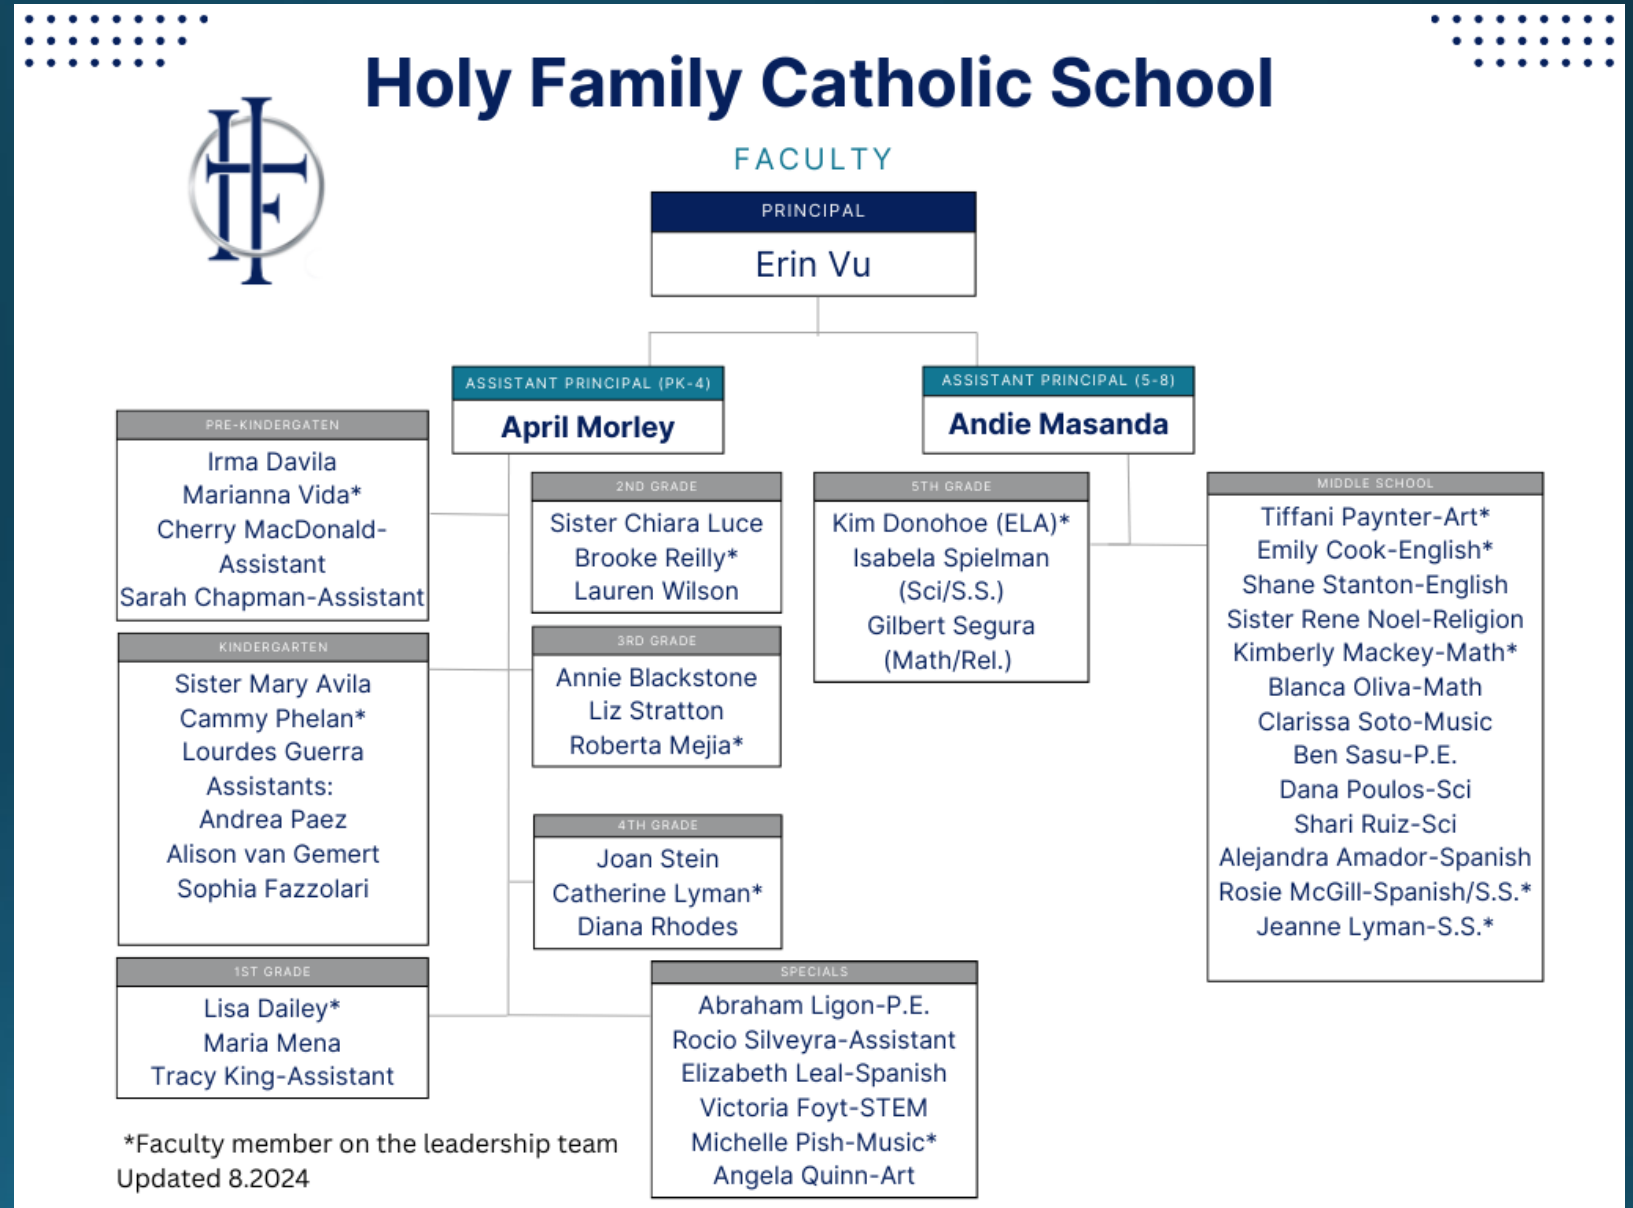 Holy Family Catholic School
FACULTY
PRINCIPAL
Erin Vu
ASSISTANT PRINCIPAL (PK-4)
April Morley
ASSISTANT PRINCIPAL (5-8)
Andie Masanda
PRE-KINDERGATEN
Irma Davila
Marianna Vida*
Cherry MacDonald-
Assistant
Sarah Chapman-Assistant
KINDERGARTEN
Sister Mary Avila
Cammy Phelan*
Lourdes Guerra
Assistants:
Andrea Paez
Alison van Gemert
Sophia Fazzolari
1ST GRADE
Lisa Dailey*
Maria Mena
Tracy King-Assistant
2ND GRADE
Sister Chiara Luce
Brooke Reilly*
Lauren Wilson
3RD GRADE
Annie Blackstone
Liz Stratton
Roberta Mejia*
4TH GRADE
Joan Stein
Catherine Lyman*
Diana Rhodes
SPECIALS
Abraham Ligon-P.E.
Rocio Silveyra-Assistant
Elizabeth Leal-Spanish
Victoria Foyt-STEM
Michelle Pish-Music*
Angela Quinn-Art
5TH GRADE
Kim Donohoe (ELA)*
Isabela Spielman
(Sci/S.S.)
Gilbert Segura
(Math/Rel.)
MIDDLE SCHOOL
Tiffani Paynter-Art*
Emily Cook-English*
Shane Stanton-English
Sister Rene Noel-Religion
Kimberly Mackey-Math*
Blanca Oliva-Math
Clarissa Soto-Music
Ben Sasu-P.E.
Dana Poulos-Sci
Shari Ruiz-Sci
Alejandra Amador-Spanish
Rosie McGill-Spanish/S.S.*
Jeanne Lyman-S.S.*
*Faculty member on the leadership team
Updated 8.2024
HF